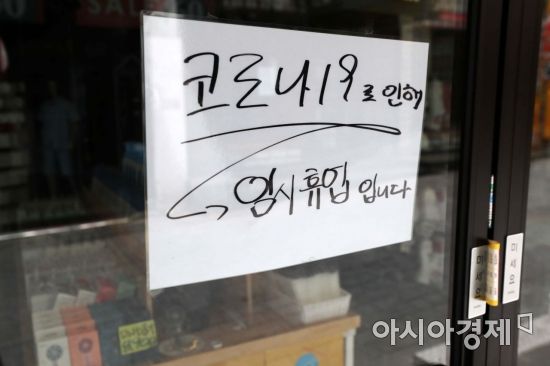 SALE
코로나19로 인해
임시휴업 입니다
미세요
미세요
아시아경제